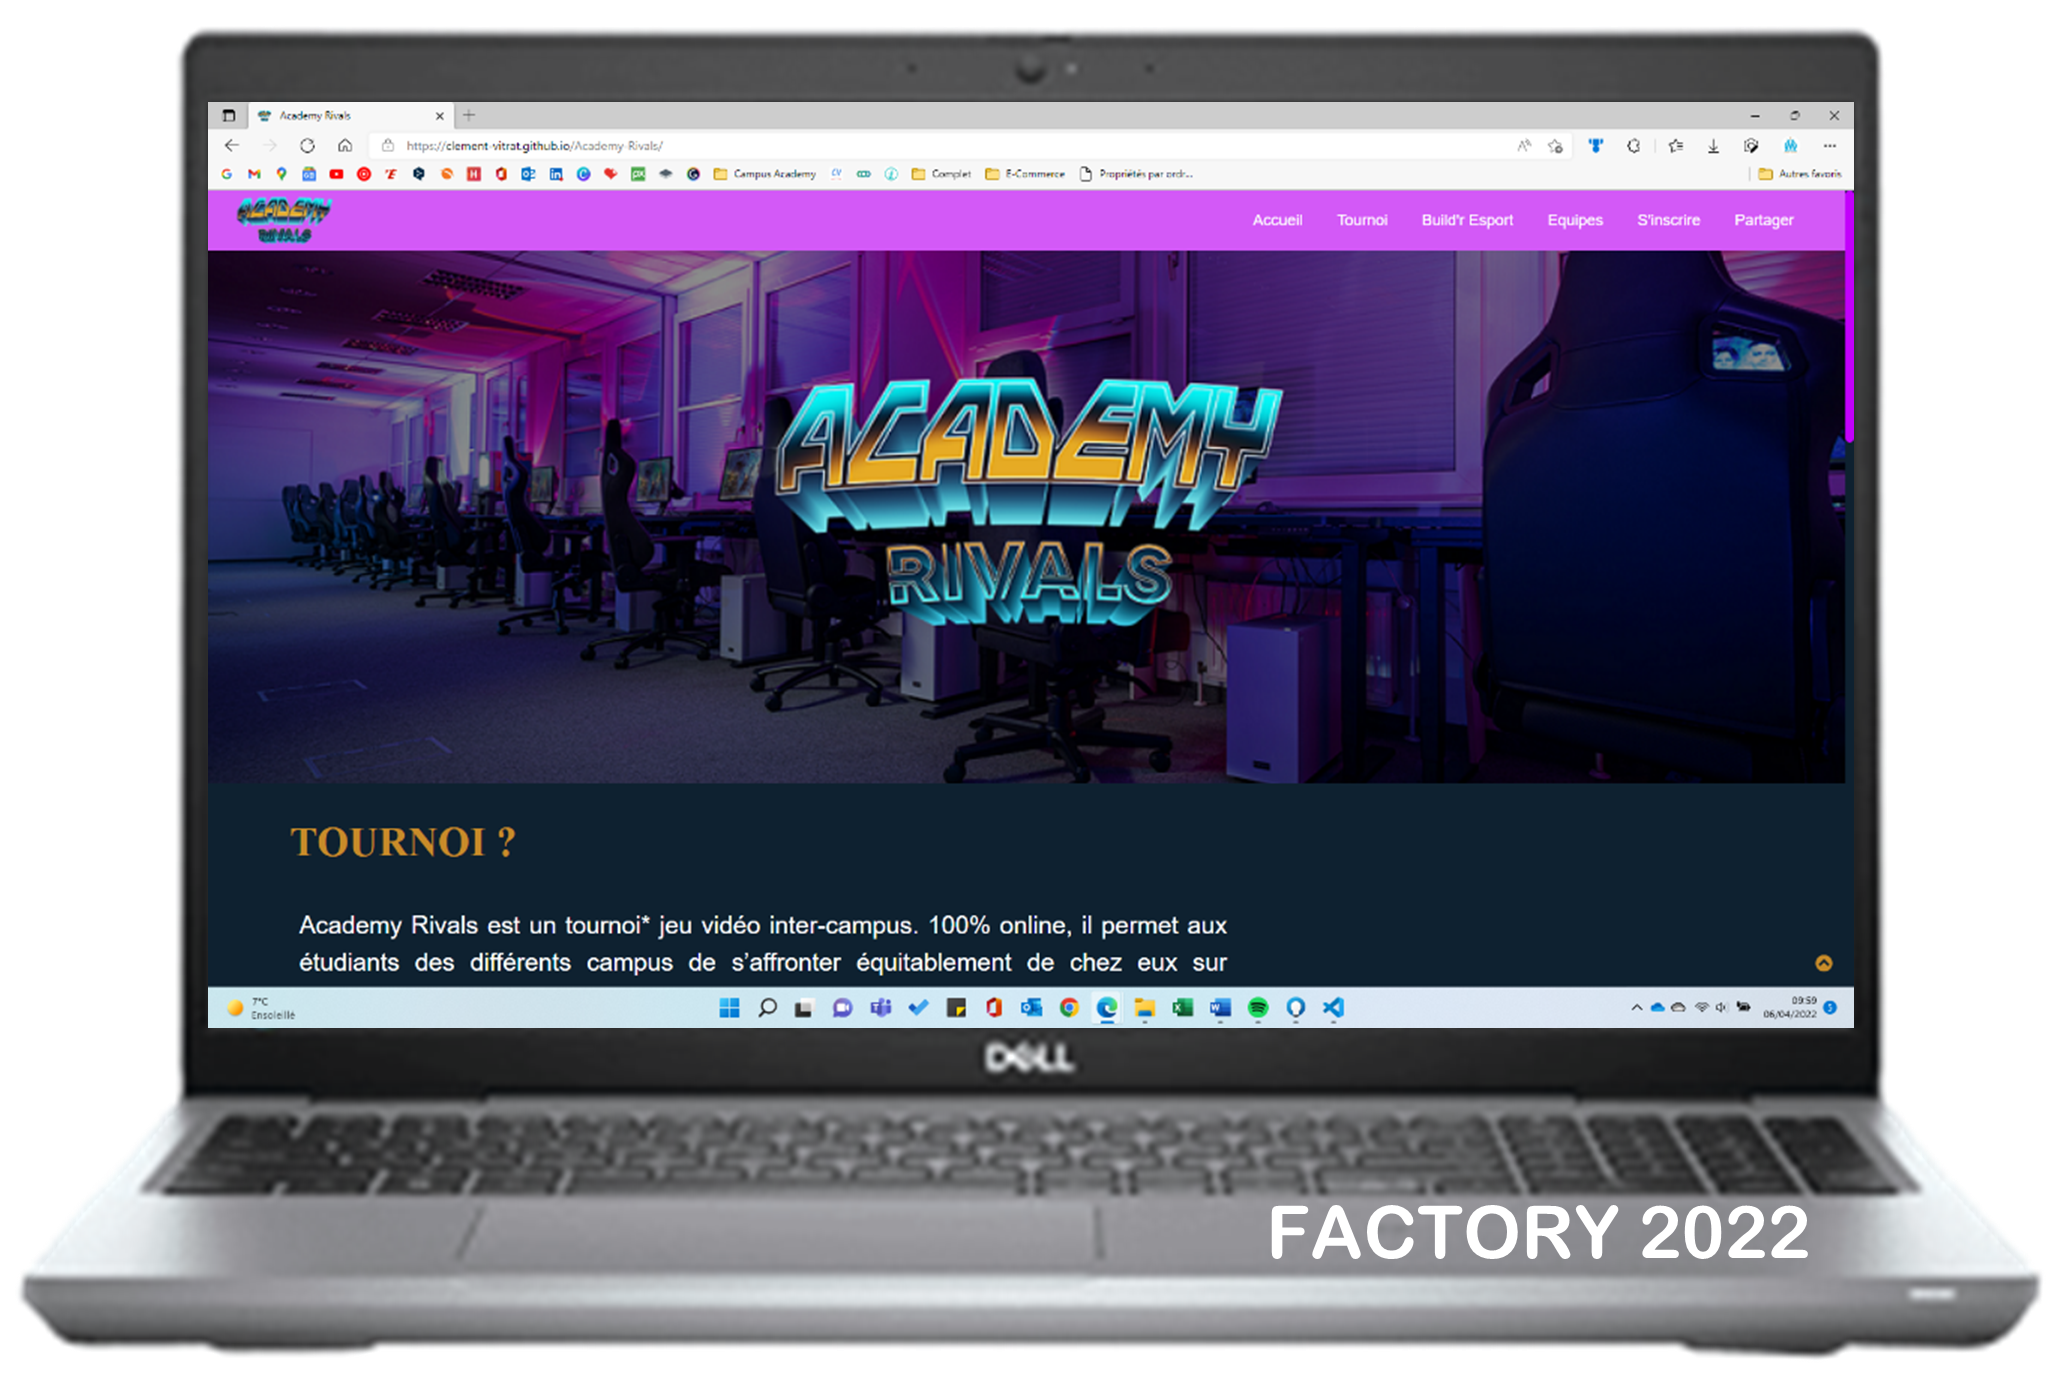 Academy Rivals
https://clement-vitrat.github.io/Academy-Rivals/
Campus Academy
CV
Complet
E-Commerce
Propriétés par ordr...
Autres favoris
ACADEMY
RIVALS
Accueil
Tournoi
Build'r Esport
Equipes
S'inscrire
Partager
ACADEMY
RIVALS
TOURNOI ?
Academy Rivals est un tournoi* jeu vidéo inter-campus. 100% online, il permet aux
étudiants des différents campus de s’affronter équitablement de chez eux sur
7°C
Ensoleillé
09:59
06/04/2022
5
DELL
FACTORY 2022